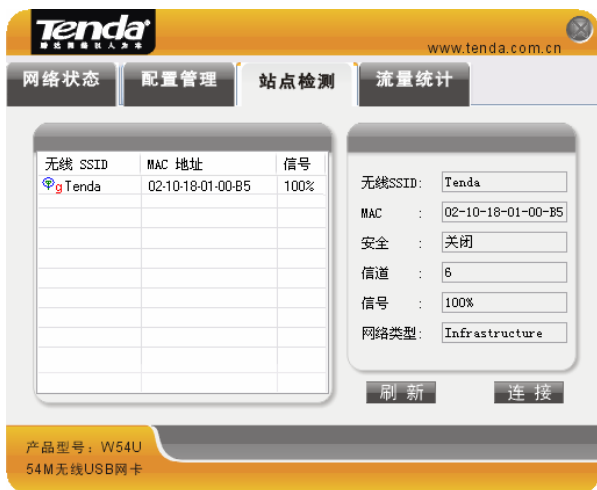 Tenda
腾达网络以人为本
www.tenda.com.cn
网络状态 配置管理 站点检测 流量统计
无线 SSID MAC 地址 信号
g Tenda 02-10-18-01-00-B5 100%
无线SSID: Tenda
MAC : 02-10-18-01-00-B5
安全 : 关闭
信道 : 6
信号 : 100%
网络类型: Infrastructure
刷 新 连 接
产品型号：W54U
54M无线USB网卡